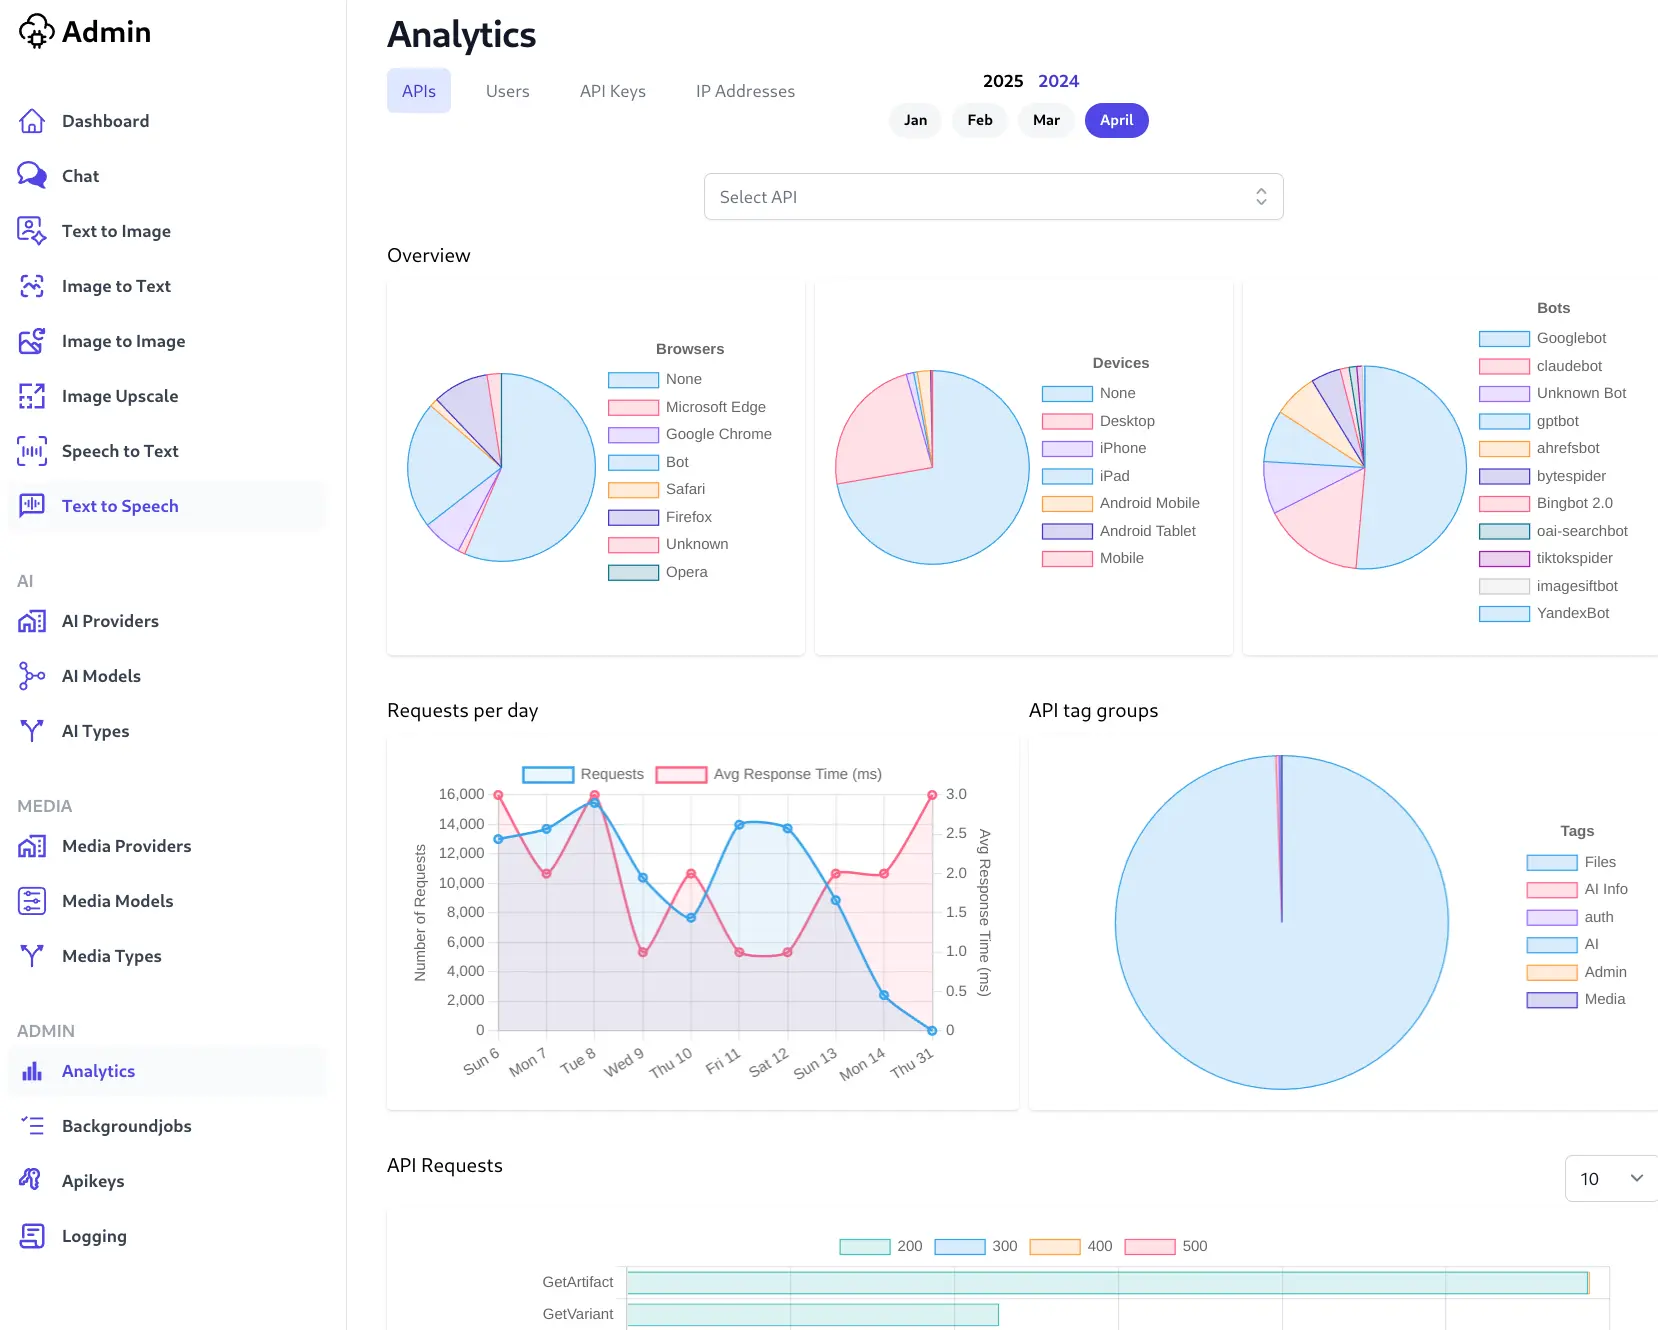 Admin
Dashboard
Chat
Text to Image
Image to Text
Image to Image
Image Upscale
Speech to Text
Text to Speech
AI
AI Providers
AI Models
AI Types
MEDIA
Media Providers
Media Models
Media Types
ADMIN
Analytics
Backgroundjobs
Apikeys
Logging
Analytics
APIs Users API Keys IP Addresses
2025 2024
Jan Feb Mar April
Select API
Overview
Browsers
None
Microsoft Edge
Google Chrome
Bot
Safari
Firefox
Unknown
Opera
Devices
None
Desktop
iPhone
iPad
Android Mobile
Android Tablet
Mobile
Bots
Googlebot
claudebot
Unknown Bot
gptbot
ahrefsbot
bytespider
Bingbot 2.0
oai-searchbot
tiktokspider
imagesiftbot
YandexBot
Requests per day
Requests Avg Response Time (ms)
Number of Requests
16,000
14,000
12,000
10,000
8,000
6,000
4,000
2,000
0
3.0
2.5
2.0
1.5
1.0
0.5
0
Avg Response Time (ms)
Sun 6 Mon 7 Tue 8 Wed 9 Thu 10 Fri 11 Sat 12 Sun 13 Mon 14 Thu 31
API tag groups
Tags
Files
AI Info
auth
AI
Admin
Media
API Requests
10
200 300 400 500
GetArtifact
GetVariant